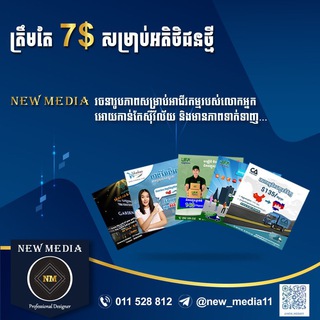 ត្រឹមតែ 7$ សម្រាប់អតិថិជនថ្មី
NEW MEDIA រចនារូបភាពសម្រាប់អាជីវកម្មរបស់លោកអ្នក
អោយកាន់តែស៊ីវិល័យ និងមានភាពទាក់ទាញ...
$135/
NEW MEDIA
NM
Professional Designer
011 528 812
@new_media11